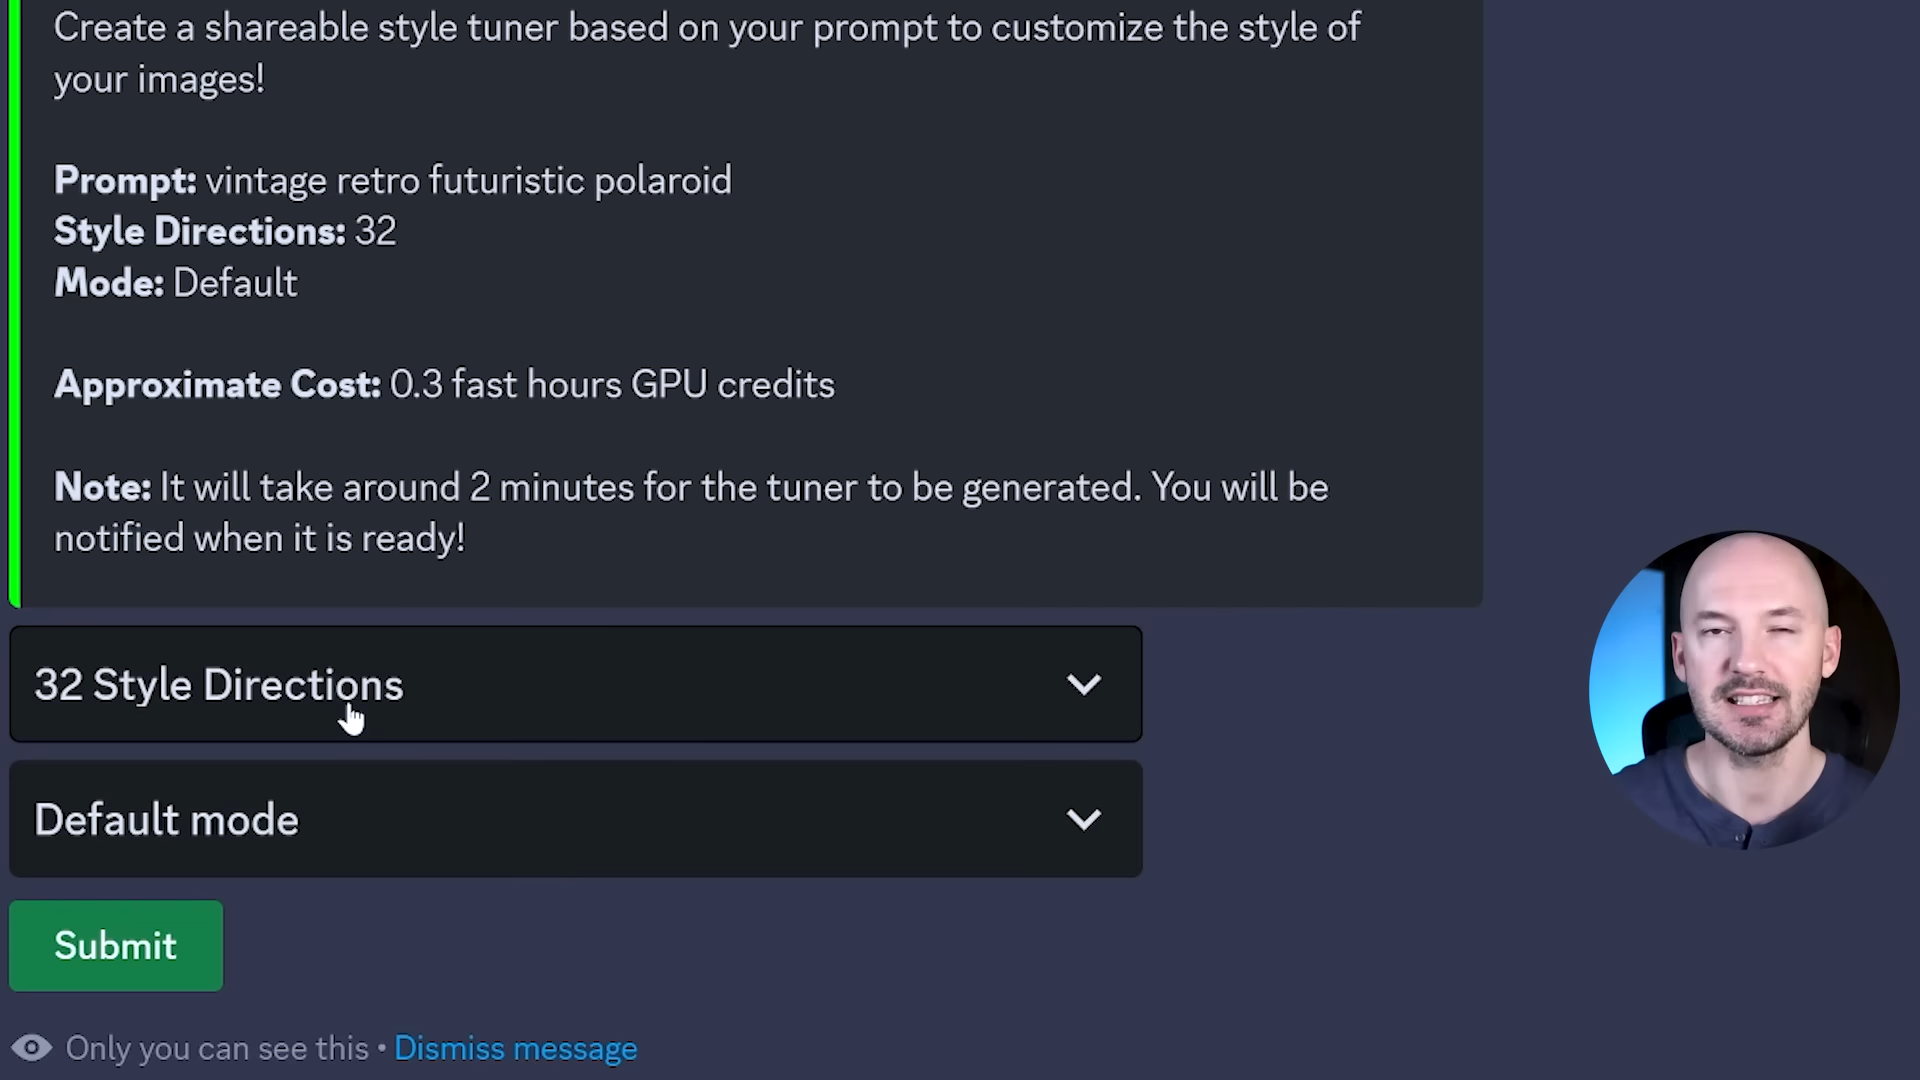 Create a shareable style tuner based on your prompt to customize the style of
your images!
Prompt: vintage retro futuristic polaroid
Style Directions: 32
Mode: Default
Approximate Cost: 0.3 fast hours GPU credits
Note: It will take around 2 minutes for the tuner to be generated. You will be
notified when it is ready!
32 Style Directions
Default mode
Submit
Only you can see this • Dismiss message